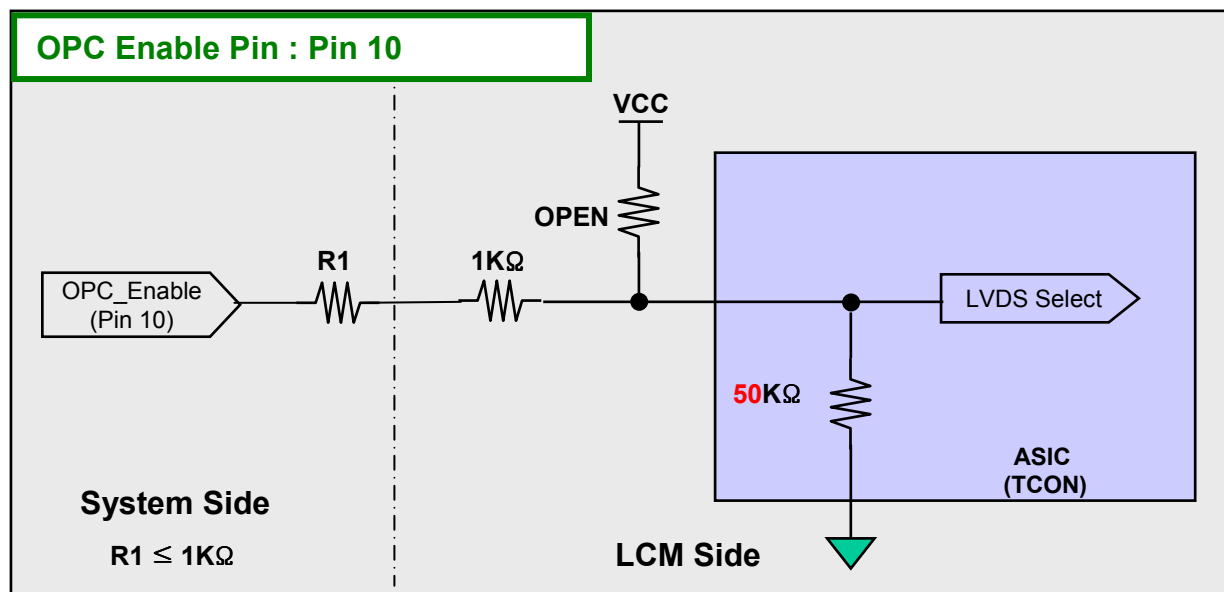 OPC Enable Pin : Pin 10
VCC
OPEN
R1
1KΩ
OPC_Enable
(Pin 10)
LVDS Select
50KΩ
ASIC
(TCON)
System Side
R1 ≤ 1KΩ
LCM Side